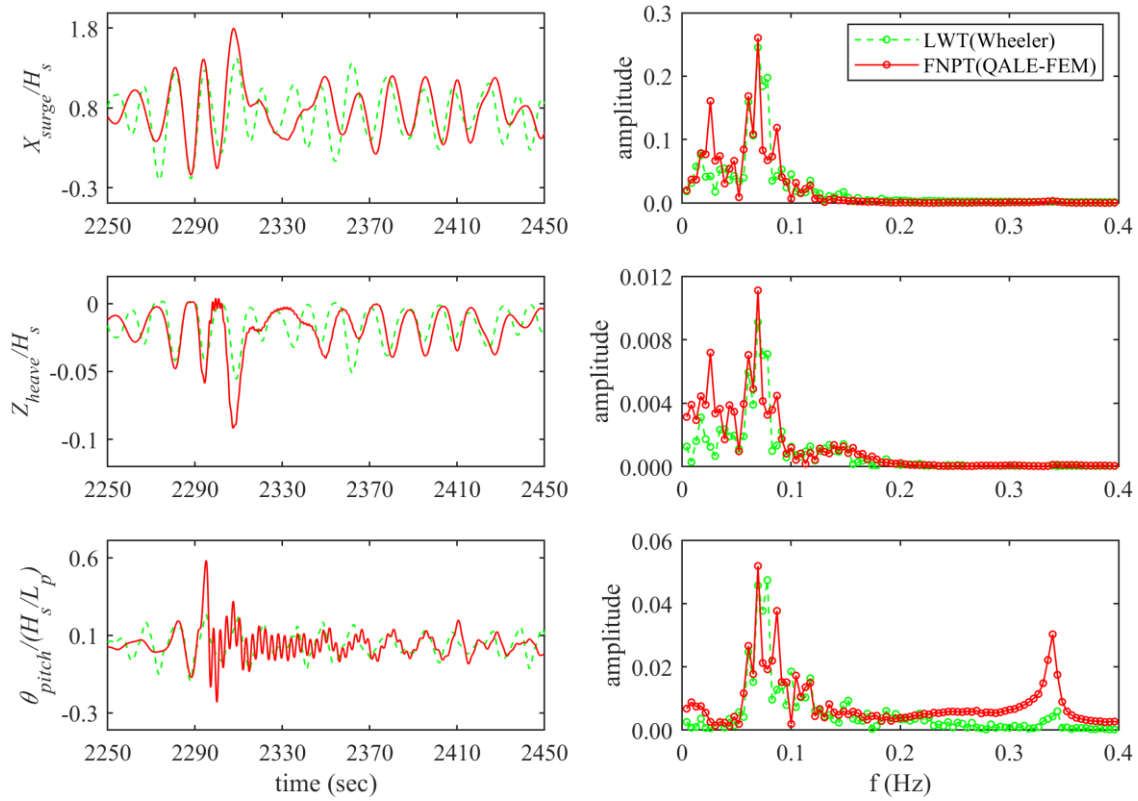 X_surge/H_s
1.8
0.8
-0.3
2250 2290 2330 2370 2410 2450
amplitude
0.3
0.2
0.1
0.0
0 0.1 0.2 0.3 0.4
LWT(Wheeler)
FNPT(QALE-FEM)
Z_heave/H_s
0
-0.05
-0.1
2250 2290 2330 2370 2410 2450
amplitude
0.012
0.008
0.004
0.000
0 0.1 0.2 0.3 0.4
θ_pitch/(H_s/L_p)
0.6
0.1
-0.3
2250 2290 2330 2370 2410 2450
time (sec)
amplitude
0.06
0.04
0.02
0.00
0 0.1 0.2 0.3 0.4
f (Hz)